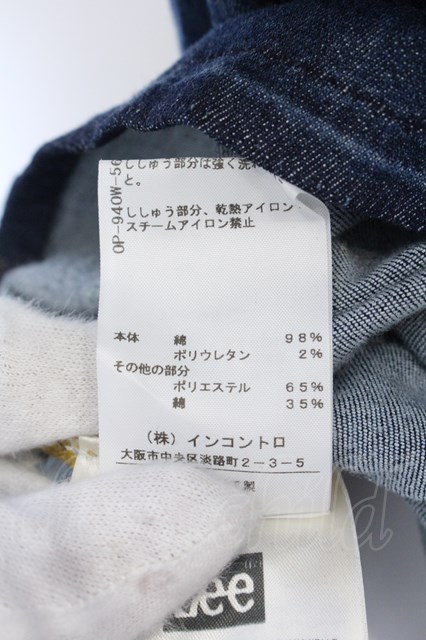 ししゅう部分は強く洗
と。
ししゅう部分、乾熱アイロン・
スチームアイロン禁止
OP-940W-56
本体 綿 98%
ポリウレタン 2%
その他の部分
ポリエステル 65%
綿 35%
(株) インコントロ
大阪市中央区淡路町2-3-5
製
ee